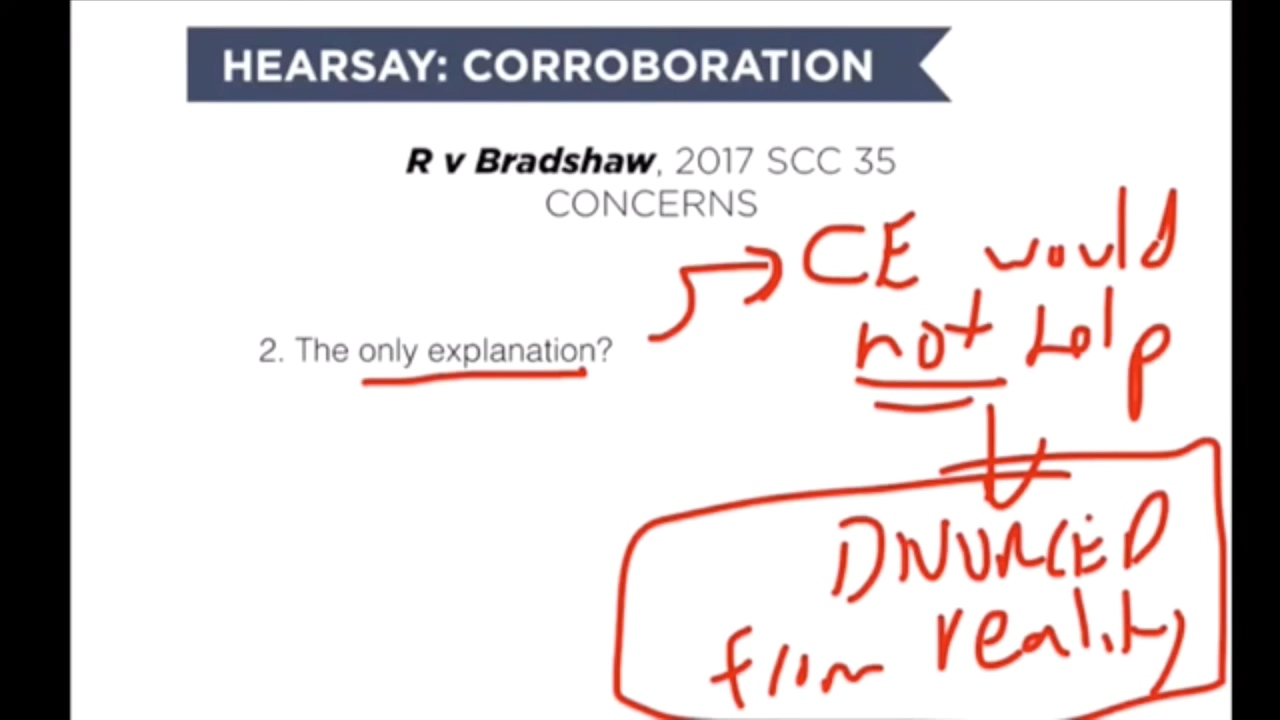 HEARSAY: CORROBORATION
R v Bradshaw, 2017 SCC 35
CONCERNS
CE would
not help
2. The only explanation?
DIVORCED
from reality